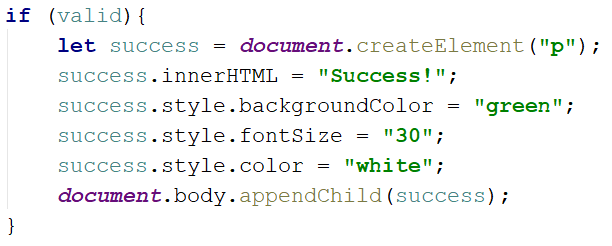 if (valid){
    let success = document.createElement("p");
    success.innerHTML = "Success!";
    success.style.backgroundColor = "green";
    success.style.fontSize = "30";
    success.style.color = "white";
    document.body.appendChild(success);
}